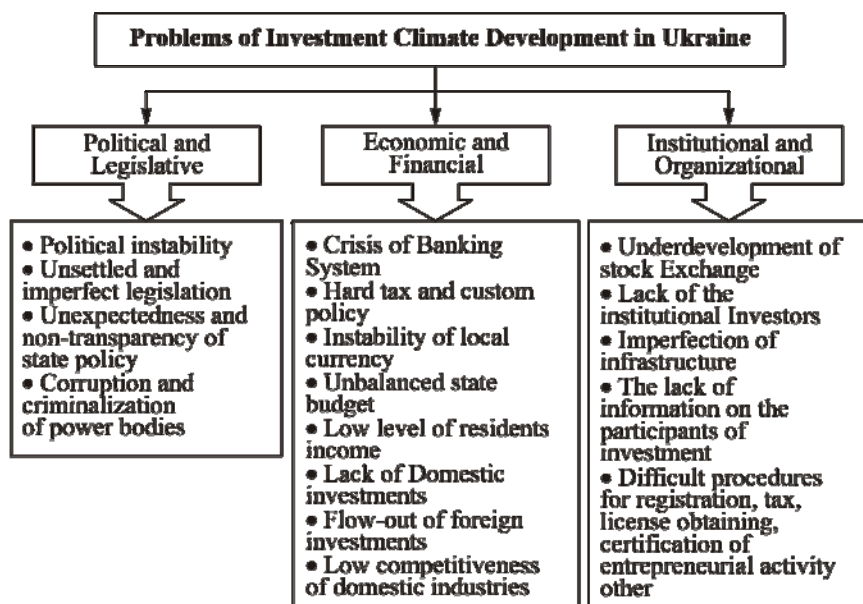 Problems of Investment Climate Development in Ukraine
Political and
Legislative
Economic and
Financial
Institutional and
Organizational
• Political instability
• Unsettled and
imperfect legislation
• Unexpectedness and
non-transparency of
state policy
• Corruption and
criminalization
of power bodies
• Crisis of Banking
System
• Hard tax and custom
policy
• Instability of local
currency
• Unbalanced state
budget
• Low level of residents
income
• Lack of Domestic
investments
• Flow-out of foreign
investments
• Low competitiveness
of domestic industries
• Underdevelopment of
stock Exchange
• Lack of the
institutional Investors
• Imperfection of
infrastructure
• The lack of
information on the
participants of
investment
• Difficult procedures
for registration, tax,
license obtaining,
certification of
entrepreneurial activity
other